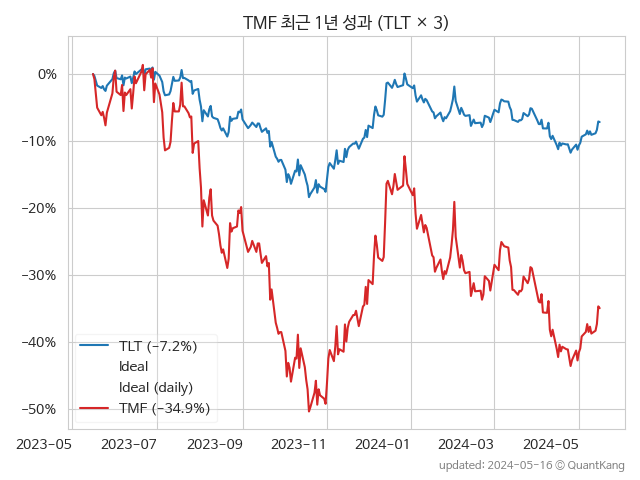 TMF 최근 1년 성과 (TLT × 3)
0%
−10%
−20%
−30%
−40%
−50%
TLT (−7.2%)
Ideal
Ideal (daily)
TMF (−34.9%)
2023−05
2023−07
2023−09
2023−11
2024−01
2024−03
2024−05
updated: 2024−05−16 © QuantKang